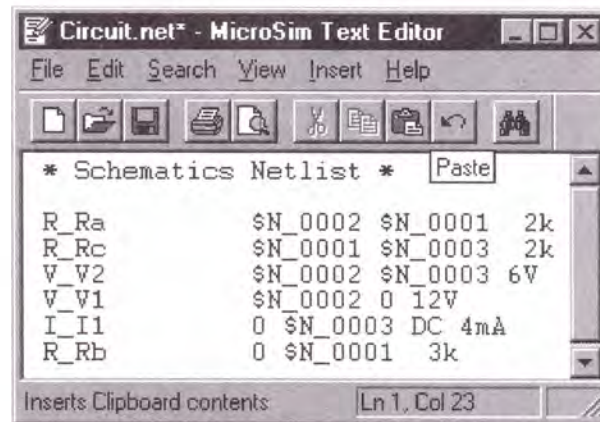 Circuit.net* - MicroSim Text Editor
File Edit Search View Insert Help
Paste
* Schematics Netlist *
R_Ra $N_0002 $N_0001 2k
R_Rc $N_0001 $N_0003 2k
V_V2 $N_0002 $N_0003 6V
V_V1 $N_0002 0 12V
I_I1 0 $N_0003 DC 4mA
R_Rb 0 $N_0001 3k
Inserts Clipboard contents Ln 1, Col 23